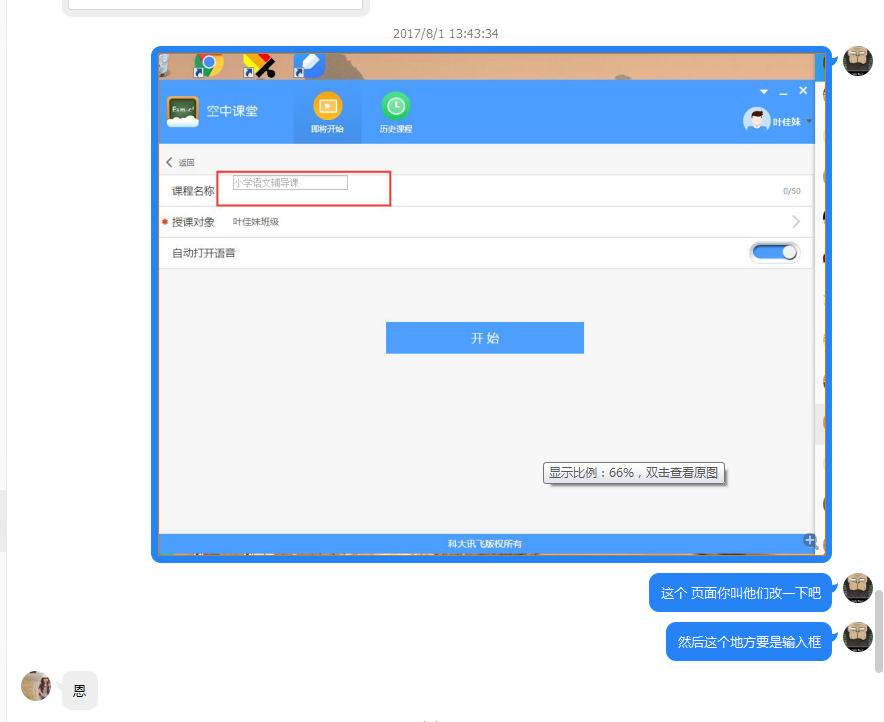 2017/8/1 13:43:34
空中课堂
即将开始
历史课程
叶佳妹
返回
课程名称
小学语文辅导课
0/50
授课对象
叶佳妹班级
自动打开语音
开始
显示比例：66%，双击查看原图
科大讯飞版权所有
这个 页面你叫他们改一下吧
然后这个地方要是输入框
恩